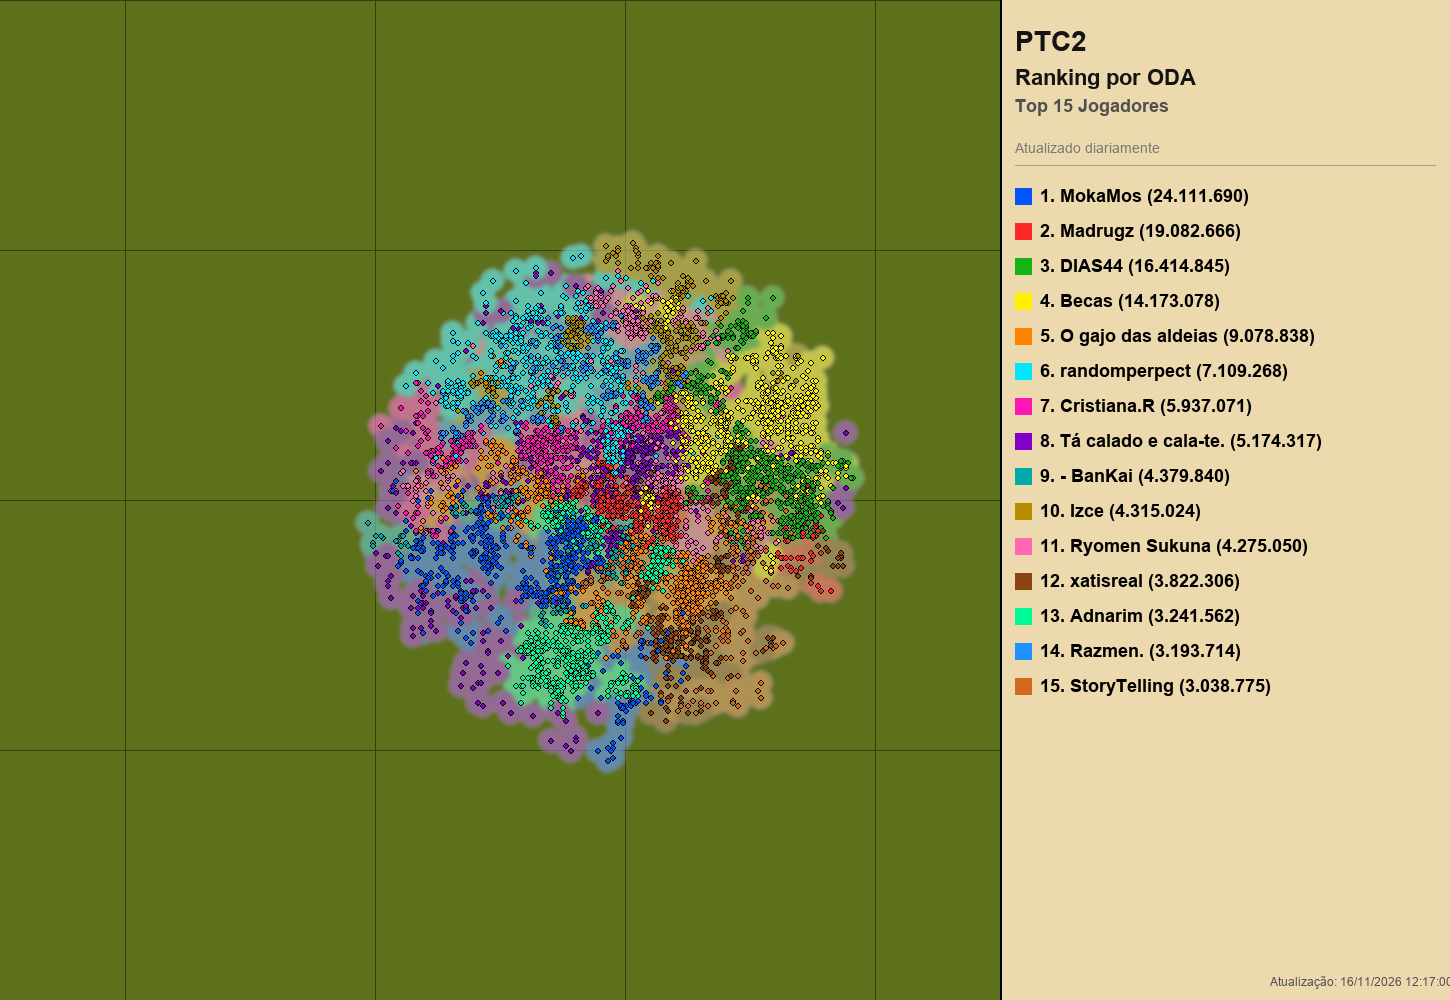 PTC2
Ranking por ODA
Top 15 Jogadores
Atualizado diariamente
1. MokaMos (24.111.690)
2. Madrugz (19.082.666)
3. DIAS44 (16.414.845)
4. Becas (14.173.078)
5. O gajo das aldeias (9.078.838)
6. randomperpect (7.109.268)
7. Cristiana.R (5.937.071)
8. Tá calado e cala-te. (5.174.317)
9. - BanKai (4.379.840)
10. Izce (4.315.024)
11. Ryomen Sukuna (4.275.050)
12. xatisreal (3.822.306)
13. Adnarim (3.241.562)
14. Razmen. (3.193.714)
15. StoryTelling (3.038.775)
Atualização: 16/11/2026 12:17:00